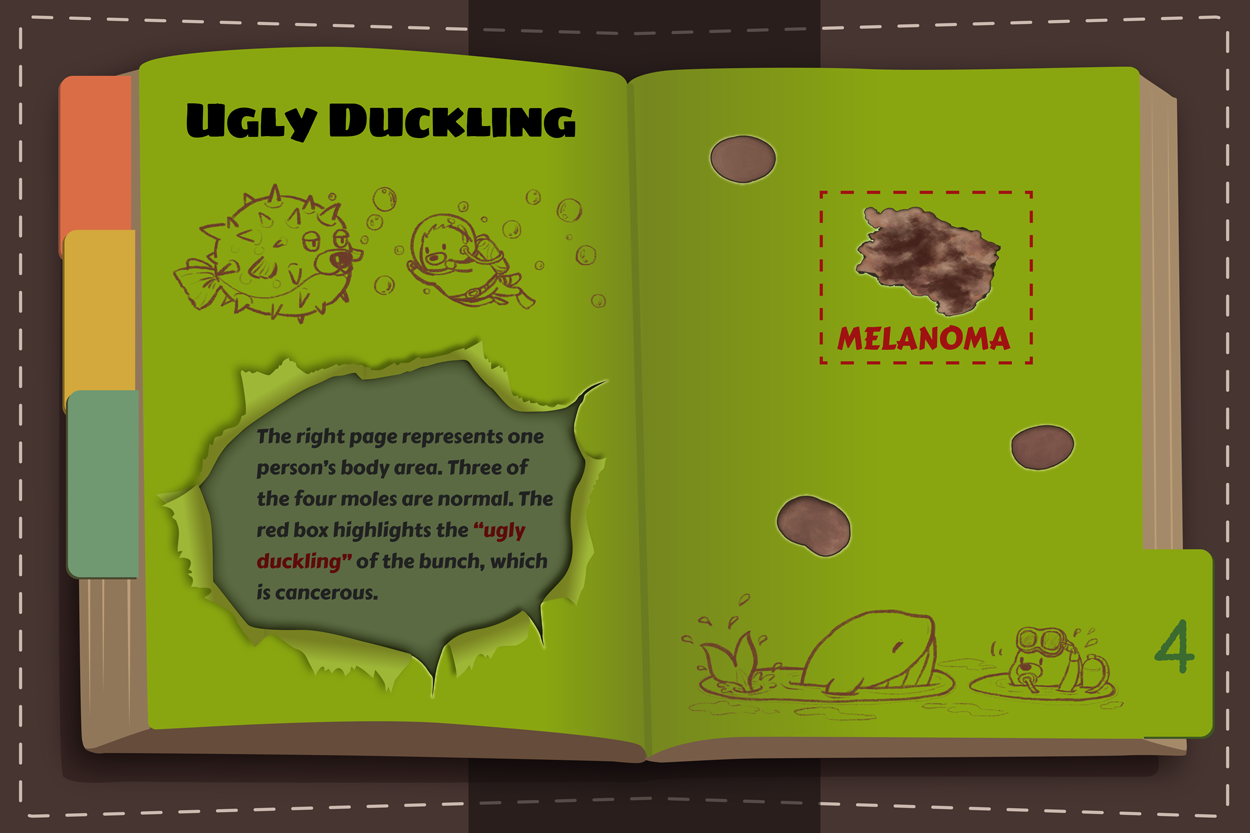 Ugly Duckling
The right page represents one
person's body area. Three of
the four moles are normal. The
red box highlights the "ugly
duckling" of the bunch, which
is cancerous.
MELANOMA
4